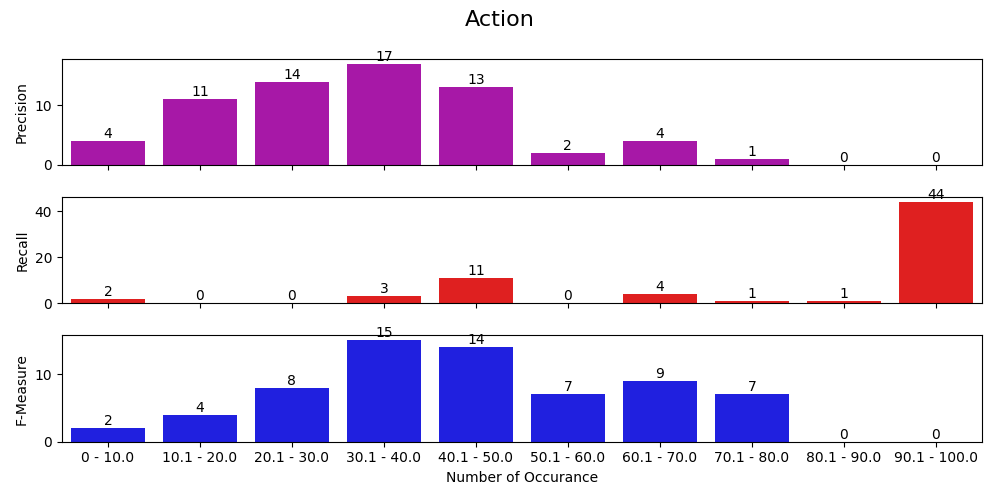 Action
Precision
10
0
4
11
14
17
13
2
4
1
0
0
Recall
40
20
0
2
0
0
3
11
0
4
1
1
44
F-Measure
10
0
2
4
8
15
14
7
9
7
0
0
0 - 10.0
10.1 - 20.0
20.1 - 30.0
30.1 - 40.0
40.1 - 50.0
50.1 - 60.0
60.1 - 70.0
70.1 - 80.0
80.1 - 90.0
90.1 - 100.0
Number of Occurance